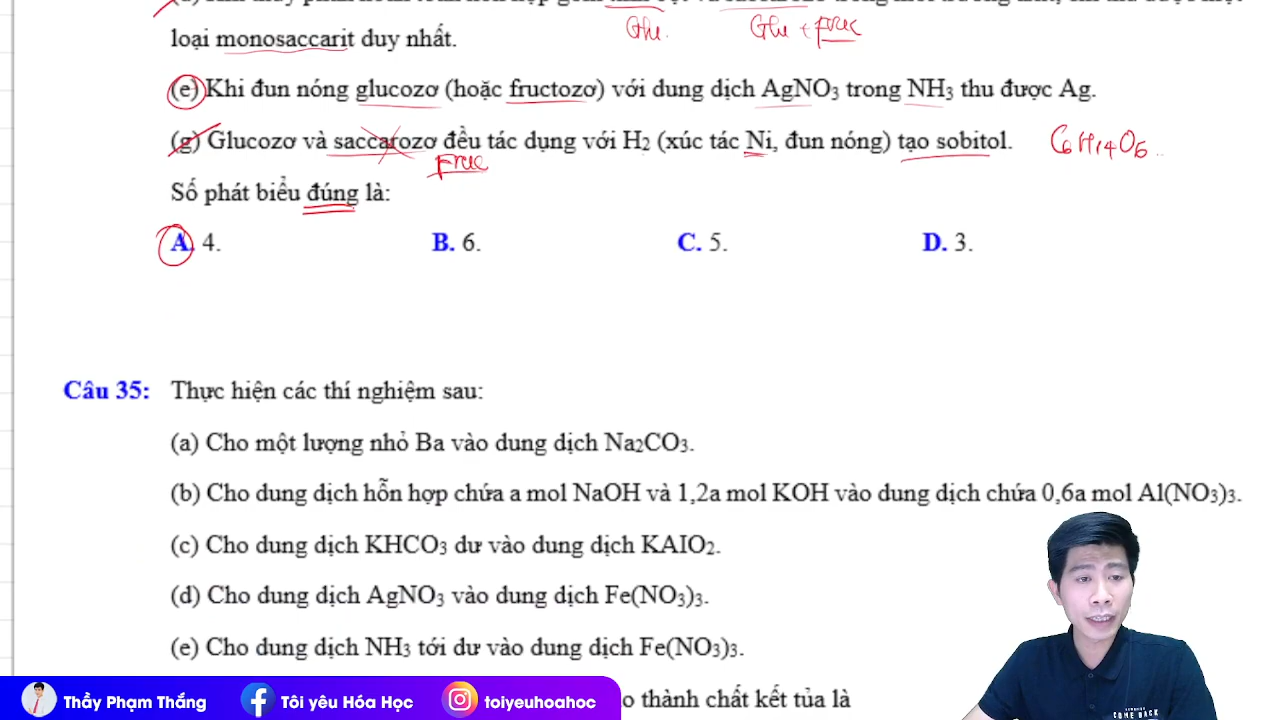 Glu.
Glu + Fruc
loại monosaccarit duy nhất.
(e) Khi đun nóng glucozơ (hoặc fructozơ) với dung dịch AgNO3 trong NH3 thu được Ag.
(g) Glucozơ và saccarozơ đều tác dụng với H2 (xúc tác Ni, đun nóng) tạo sobitol. C6H14O6
Fruc
Số phát biểu đúng là:
A. 4. B. 6. C. 5. D. 3.
Câu 35: Thực hiện các thí nghiệm sau:
(a) Cho một lượng nhỏ Ba vào dung dịch Na2CO3.
(b) Cho dung dịch hỗn hợp chứa a mol NaOH và 1,2a mol KOH vào dung dịch chứa 0,6a mol Al(NO3)3.
(c) Cho dung dịch KHCO3 dư vào dung dịch KAIO2.
(d) Cho dung dịch AgNO3 vào dung dịch Fe(NO3)3.
(e) Cho dung dịch NH3 tới dư vào dung dịch Fe(NO3)3.
o thành chất kết tủa là
Thầy Phạm Thắng Tôi yêu Hóa Học toiyeuhoahoc
COME BACK